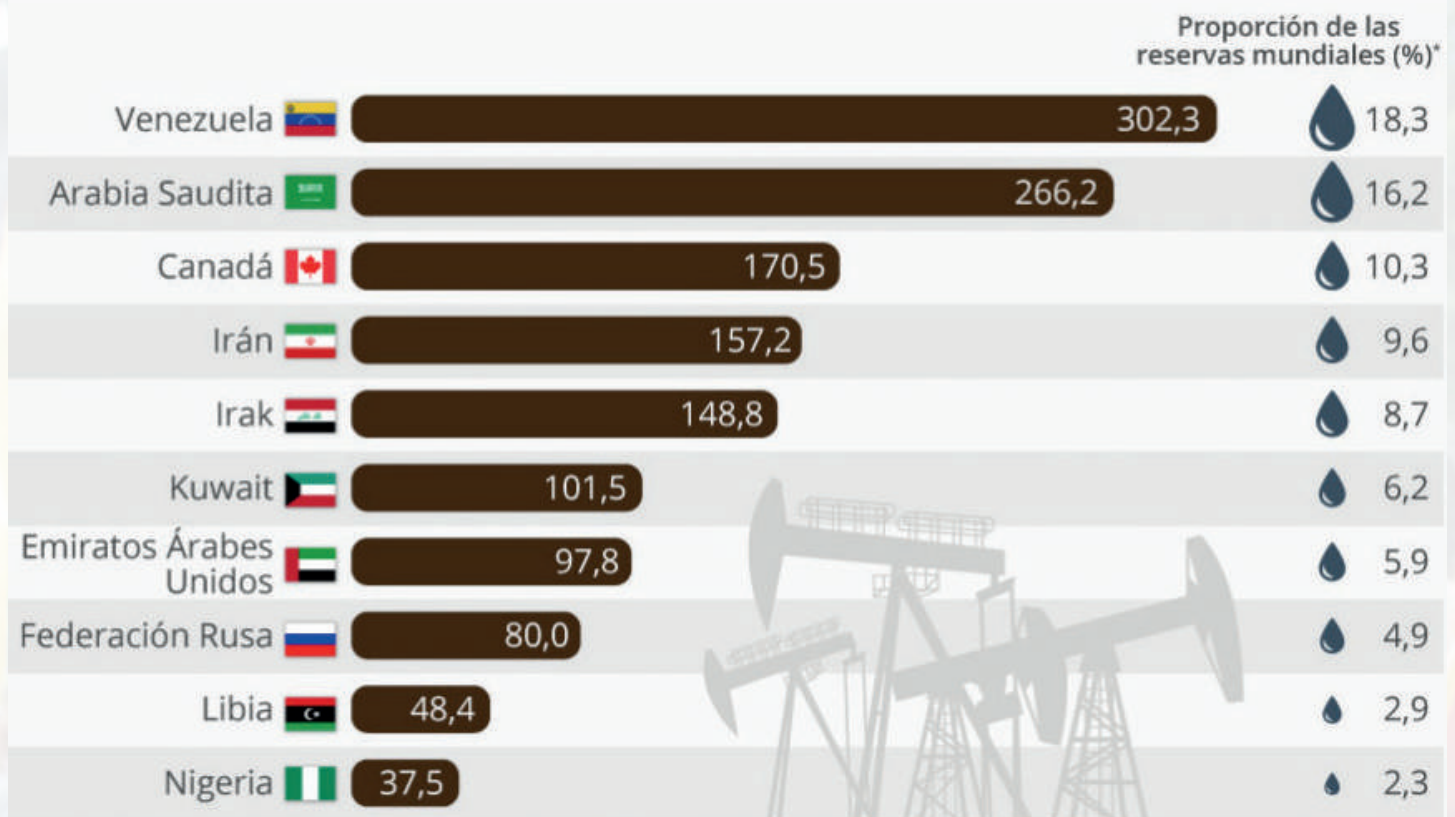 Proporción de las
reservas mundiales (%)*
Venezuela 302,3 18,3
Arabia Saudita 266,2 16,2
Canadá 170,5 10,3
Irán 157,2 9,6
Irak 148,8 8,7
Kuwait 101,5 6,2
Emiratos Árabes
Unidos 97,8 5,9
Federación Rusa 80,0 4,9
Libia 48,4 2,9
Nigeria 37,5 2,3